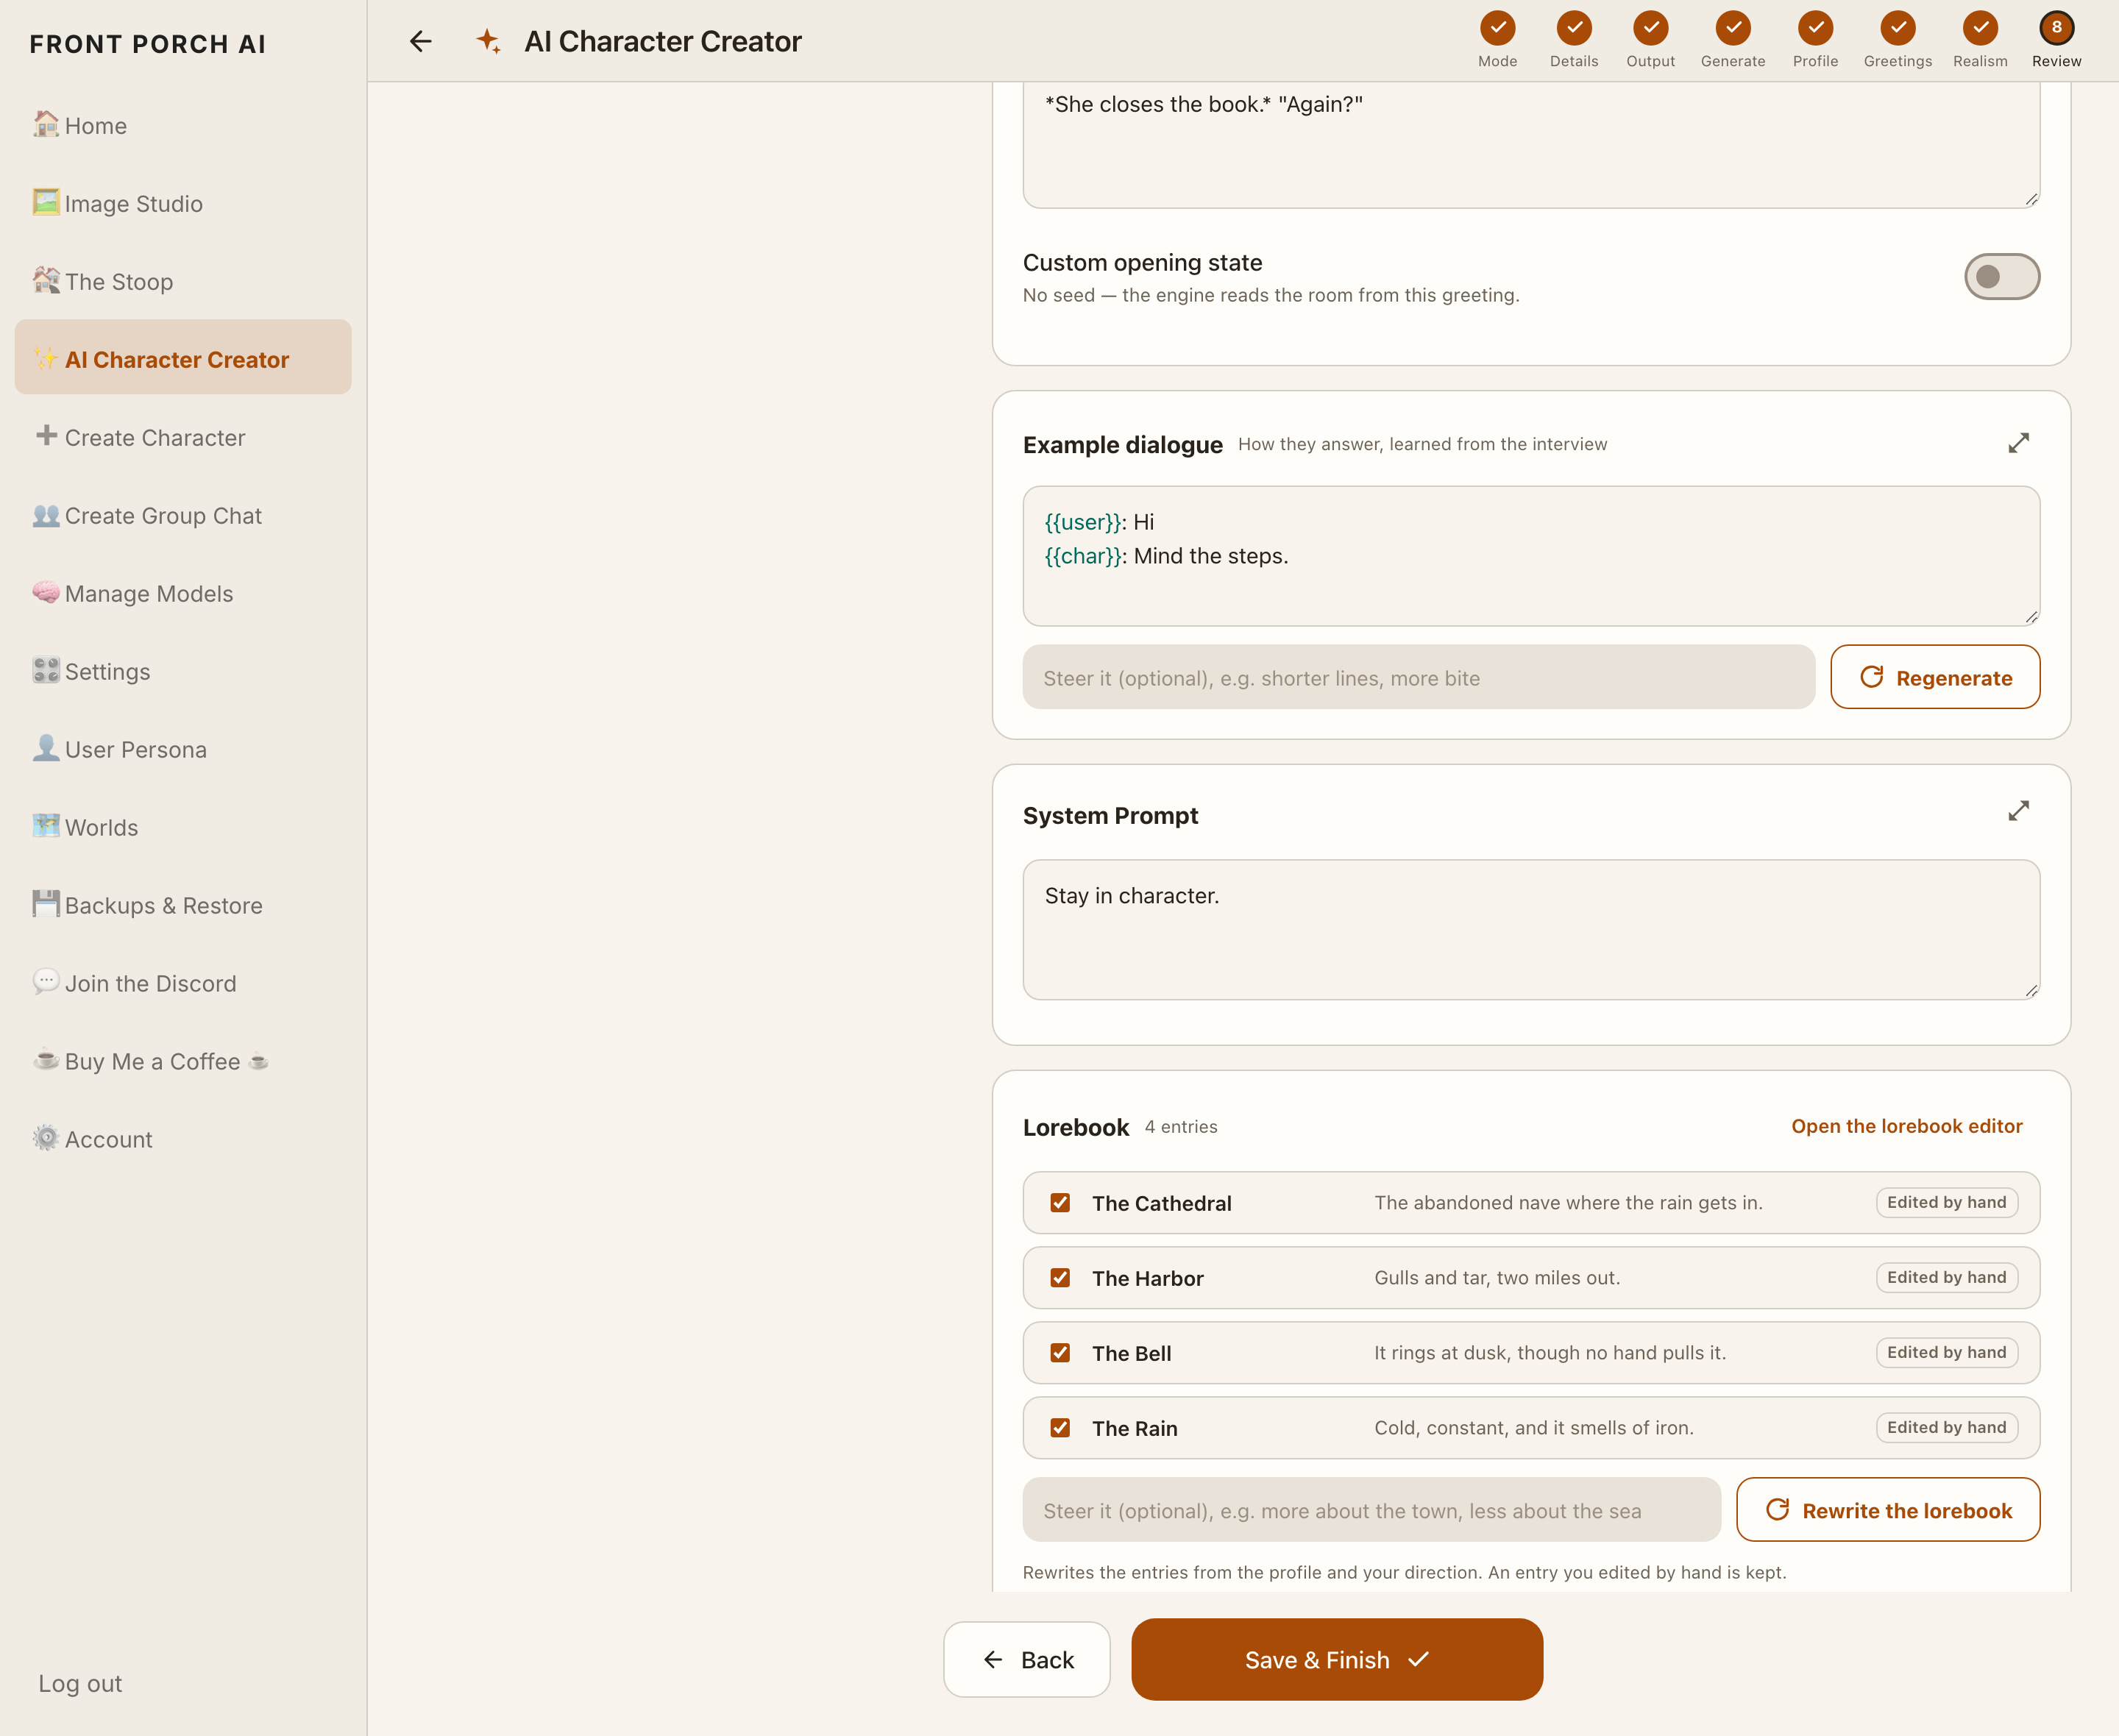 FRONT PORCH AI
Home
Image Studio
The Stoop
AI Character Creator
Create Character
Create Group Chat
Manage Models
Settings
User Persona
Worlds
Backups & Restore
Join the Discord
Buy Me a Coffee
Account
Log out
AI Character Creator
Mode
Details
Output
Generate
Profile
Greetings
Realism
8
Review
*She closes the book.* "Again?"
Custom opening state
No seed — the engine reads the room from this greeting.
Example dialogue How they answer, learned from the interview
{{user}}: Hi
{{char}}: Mind the steps.
Steer it (optional), e.g. shorter lines, more bite
Regenerate
System Prompt
Stay in character.
Lorebook 4 entries
Open the lorebook editor
The Cathedral The abandoned nave where the rain gets in. Edited by hand
The Harbor Gulls and tar, two miles out. Edited by hand
The Bell It rings at dusk, though no hand pulls it. Edited by hand
The Rain Cold, constant, and it smells of iron. Edited by hand
Steer it (optional), e.g. more about the town, less about the sea
Rewrite the lorebook
Rewrites the entries from the profile and your direction. An entry you edited by hand is kept.
Back
Save & Finish